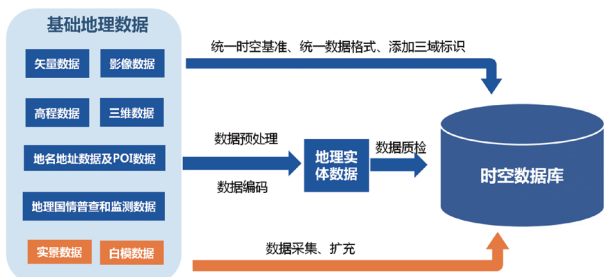 基础地理数据
矢量数据
影像数据
高程数据
三维数据
地名地址数据及POI数据
地理国情普查和监测数据
实景数据
白模数据
统一时空基准、统一数据格式、添加三域标识
数据预处理
数据编码
地理实
体数据
数据质检
数据采集、扩充
时空数据库